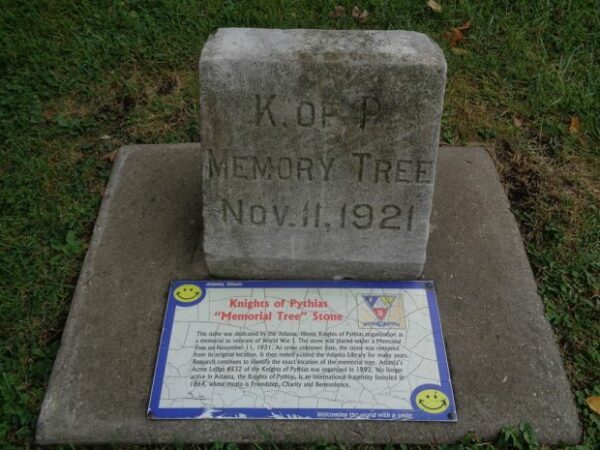 K. OF P
MEMORY TREE
NOV. 11, 1921
Atlanta, Illinois
Knights of Pythias
"Memorial Tree" Stone
This stone was dedicated by the Atlanta, Illinois Knights of Pythias organization as
a memorial to veterans of World War I. The stone was placed under a Memorial
Tree on November 11, 1921. At some unknown date, the stone was removed
from its original location. It then rested behind the Atlanta Library for many years.
Research continues to identify the exact location of the memorial tree. Atlanta's
Acme Lodge #332 of the Knights of Pythias was organized in 1892. No longer
active in Atlanta, the Knights of Pythias, is an international fraternity founded in
1864, whose motto is Friendship, Charity and Benevolence.
Welcoming the world with a smile